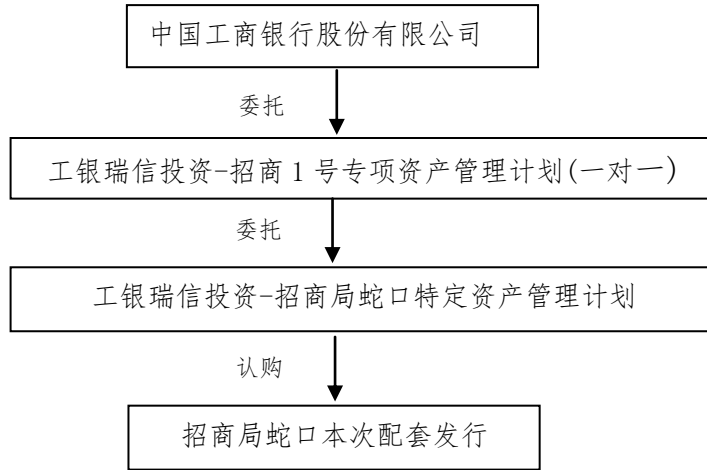 中国工商银行股份有限公司
委托
工银瑞信投资-招商1号专项资产管理计划(一对一)
委托
工银瑞信投资-招商局蛇口特定资产管理计划
认购
招商局蛇口本次配套发行